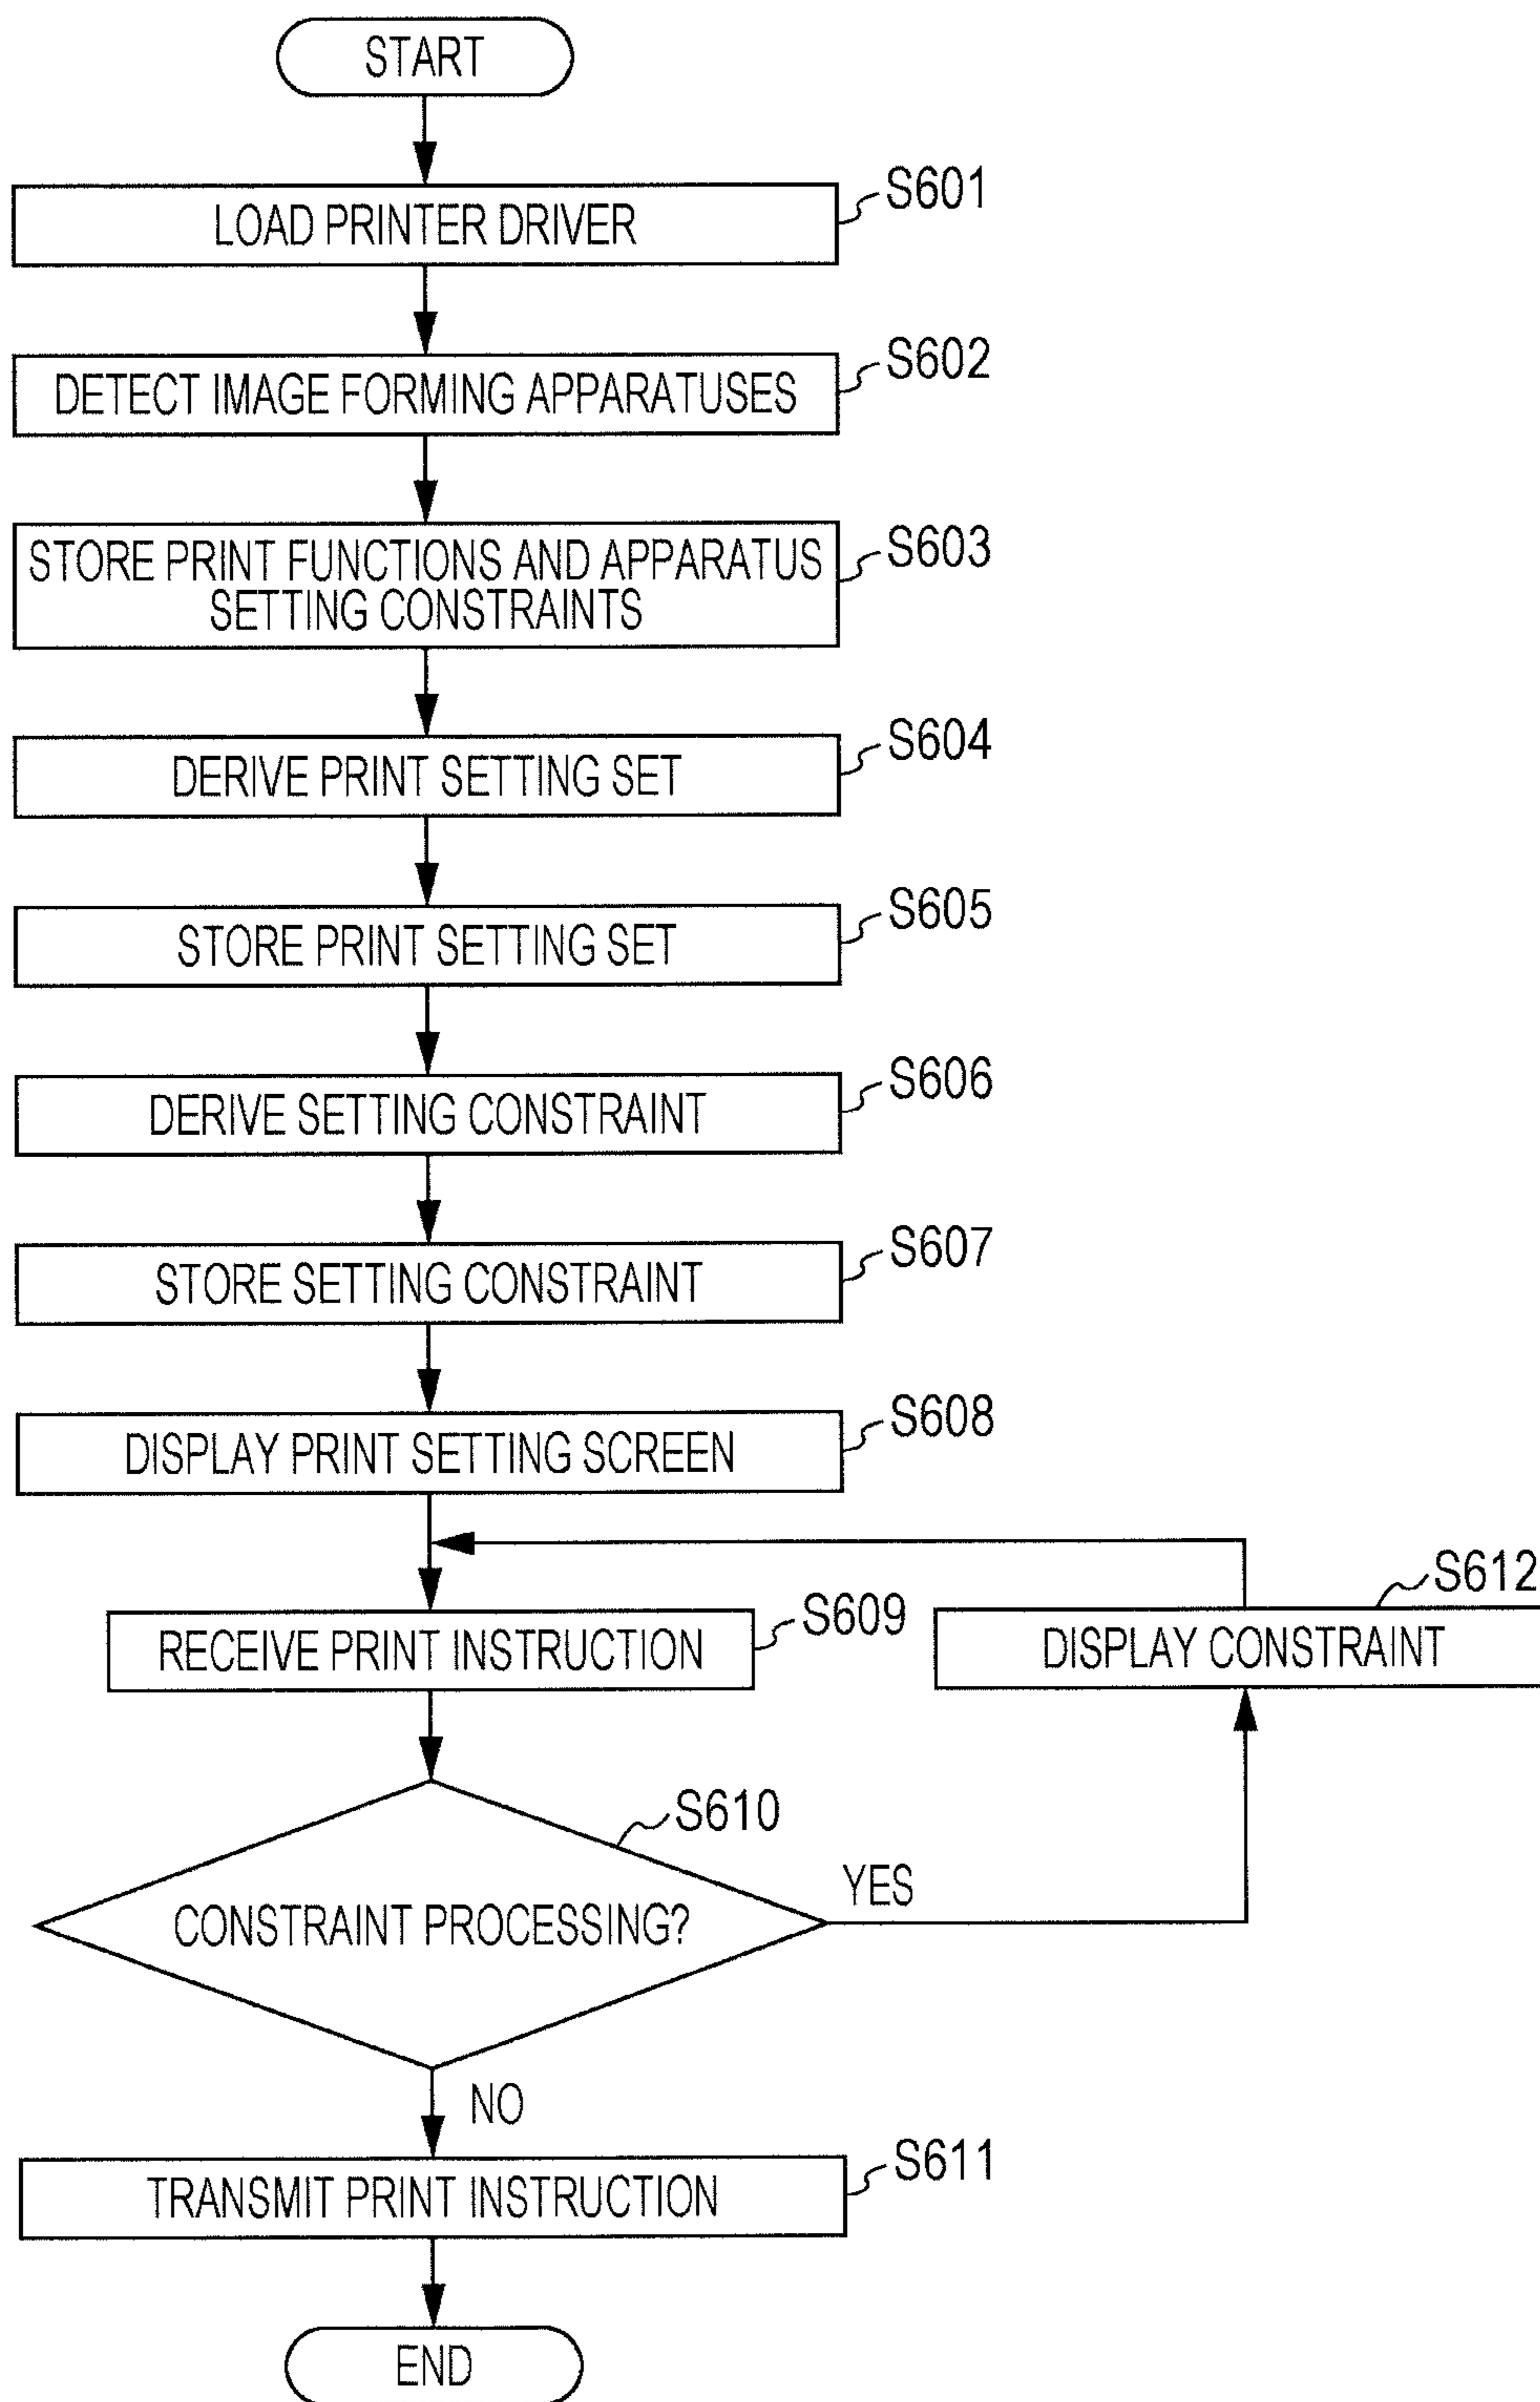 START
S601
LOAD PRINTER DRIVER
S602
DETECT IMAGE FORMING APPARATUSES
S603
STORE PRINT FUNCTIONS AND APPARATUS
SETTING CONSTRAINTS
S604
DERIVE PRINT SETTING SET
S605
STORE PRINT SETTING SET
S606
DERIVE SETTING CONSTRAINT
S607
STORE SETTING CONSTRAINT
S608
DISPLAY PRINT SETTING SCREEN
S609
RECEIVE PRINT INSTRUCTION
S612
DISPLAY CONSTRAINT
S610
CONSTRAINT PROCESSING?
YES
NO
S611
TRANSMIT PRINT INSTRUCTION
END